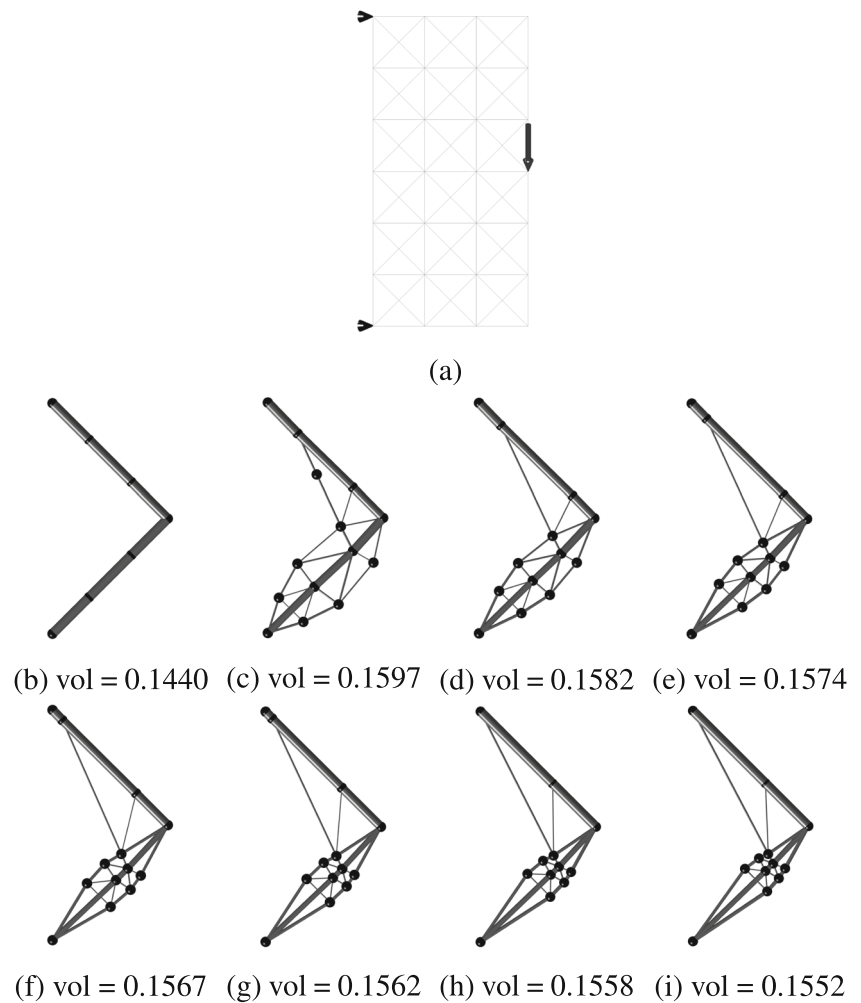 (a)
(b) vol = 0.1440 (c) vol = 0.1597 (d) vol = 0.1582 (e) vol = 0.1574
(f) vol = 0.1567 (g) vol = 0.1562 (h) vol = 0.1558 (i) vol = 0.1552